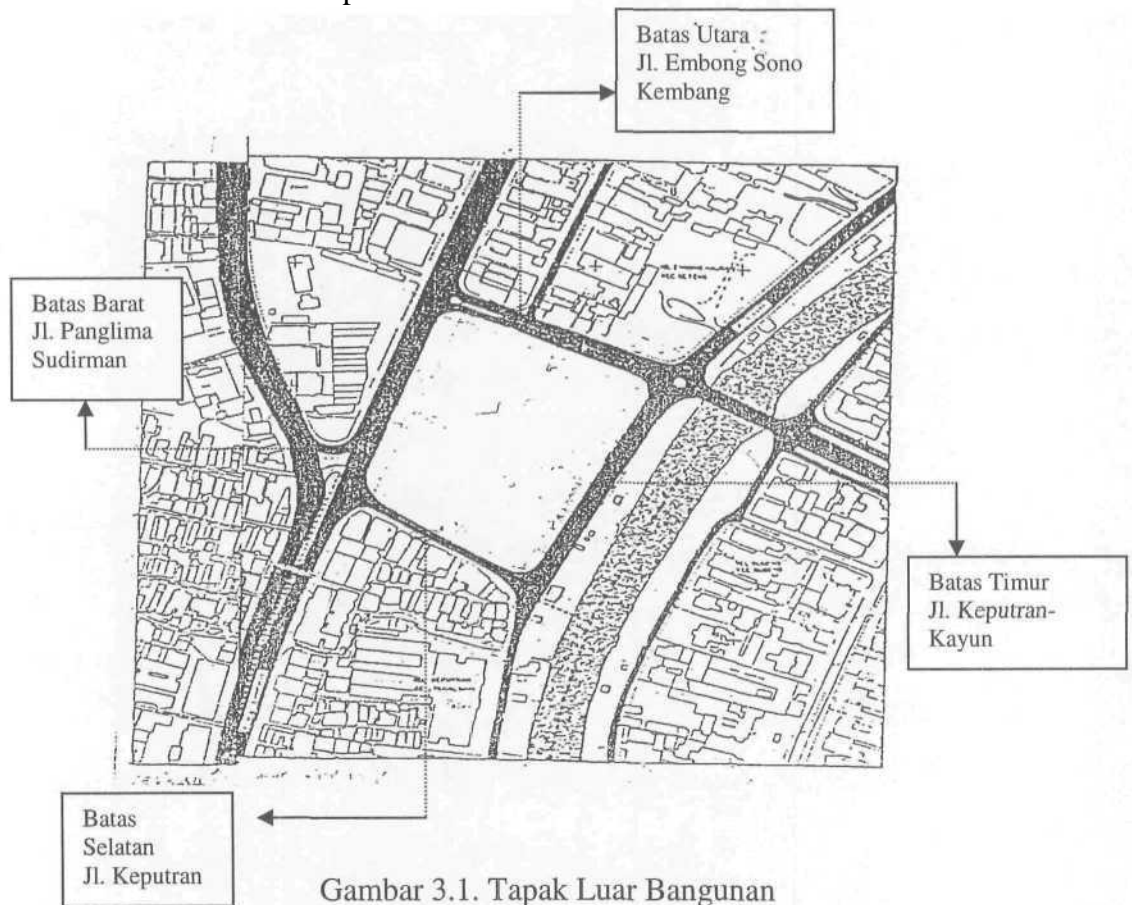 Batas Utara :
Jl. Embong Sono
Kembang
Batas Barat
Jl. Panglima
Sudirman
Batas Timur
Jl. Keputran-
Kayun
Batas
Selatan
Jl. Keputran
Gambar 3.1. Tapak Luar Bangunan